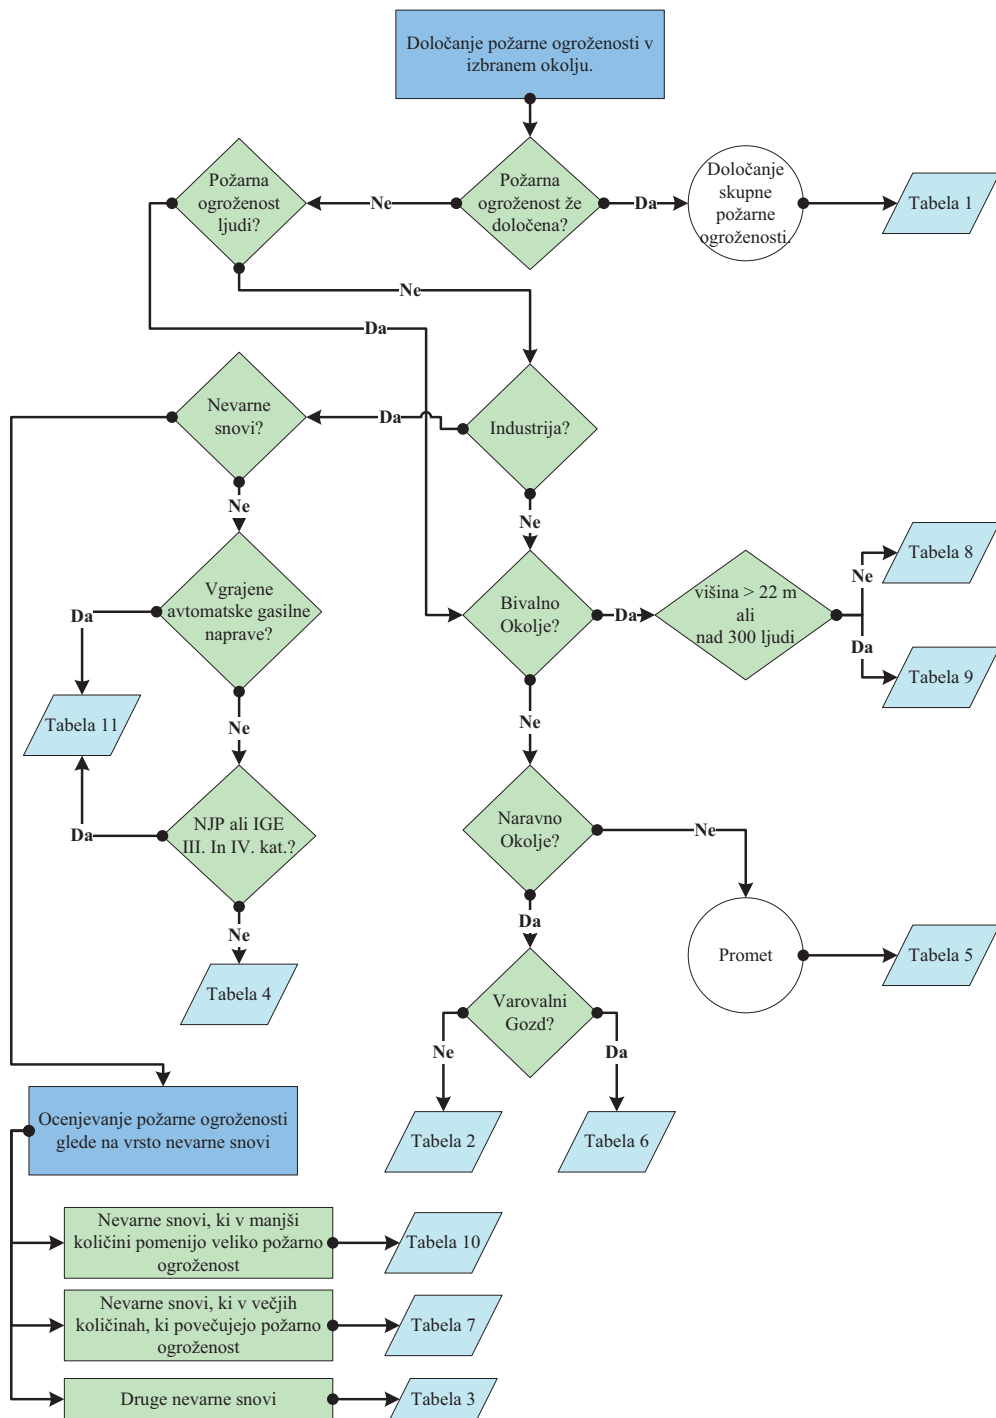 Določanje požarne ogroženosti v
izbranem okolju.
Požarna
ogroženost
ljudi?
Ne
Požarna
ogroženost že
določena?
Da
Določanje
skupne
požarne
ogroženosti.
Tabela 1
Ne
Da
Nevarne
snovi?
Da
Industrija?
Ne
Ne
Vgrajene
avtomatske gasilne
naprave?
Da
Bivalno
Okolje?
Da
višina > 22 m
ali
nad 300 ljudi
Ne
Tabela 8
Da
Tabela 9
Tabela 11
Ne
Ne
Da
NJP ali IGE
III. In IV. kat.?
Naravno
Okolje?
Ne
Ne
Da
Tabela 4
Promet
Tabela 5
Varovalni
Gozd?
Ne
Da
Tabela 2
Tabela 6
Ocenjevanje požarne ogroženosti
glede na vrsto nevarne snovi
Nevarne snovi, ki v manjši
količini pomenijo veliko požarno
ogroženost
Tabela 10
Nevarne snovi, ki v večjih
količinah, ki povečujejo požarno
ogroženost
Tabela 7
Druge nevarne snovi
Tabela 3